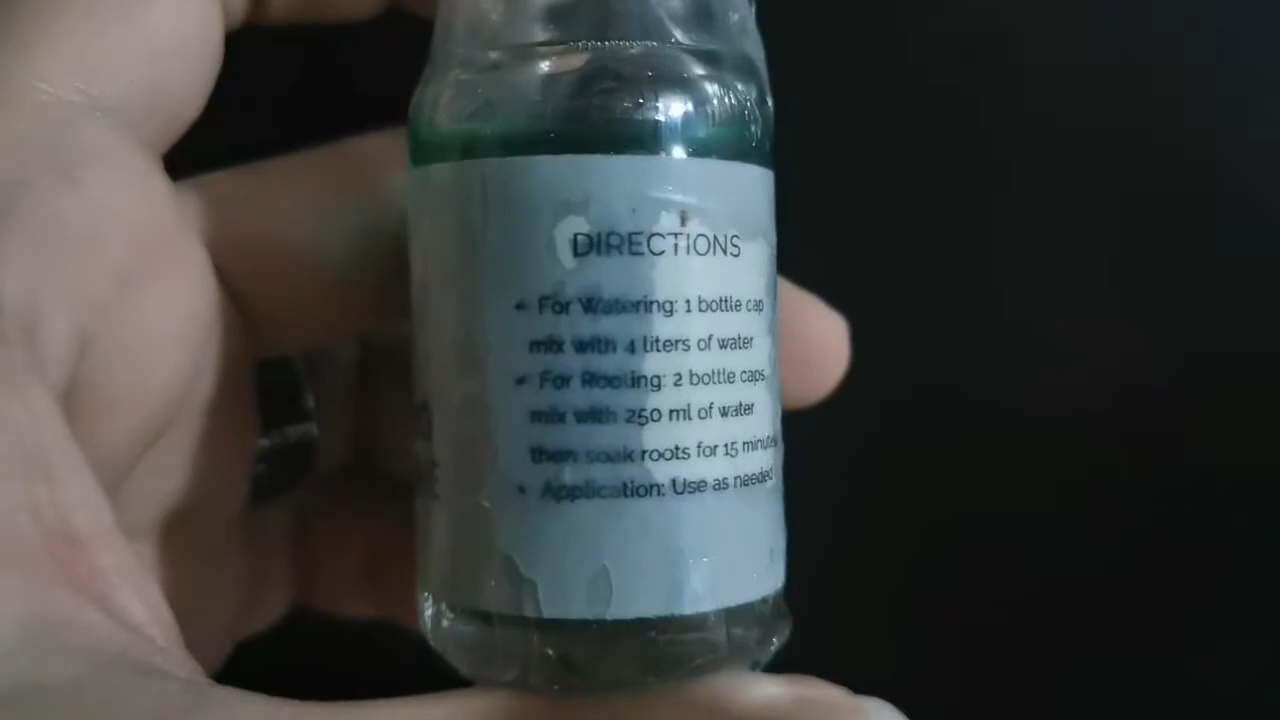 DIRECTIONS
For Watering: 1 bottle cap
mix with 4 liters of water
For Rooting: 2 bottle caps
mix with 250 ml of water
then soak roots for 15 minutes
Application: Use as needed